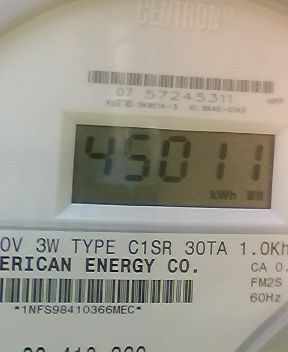 CENTRON
07 57245311
45011
kWh
0V 3W TYPE C1SR 30TA 1.0Kh
ERICAN ENERGY CO.
CA 0.
FM2S
60Hz
*1NFS98410366MEC*